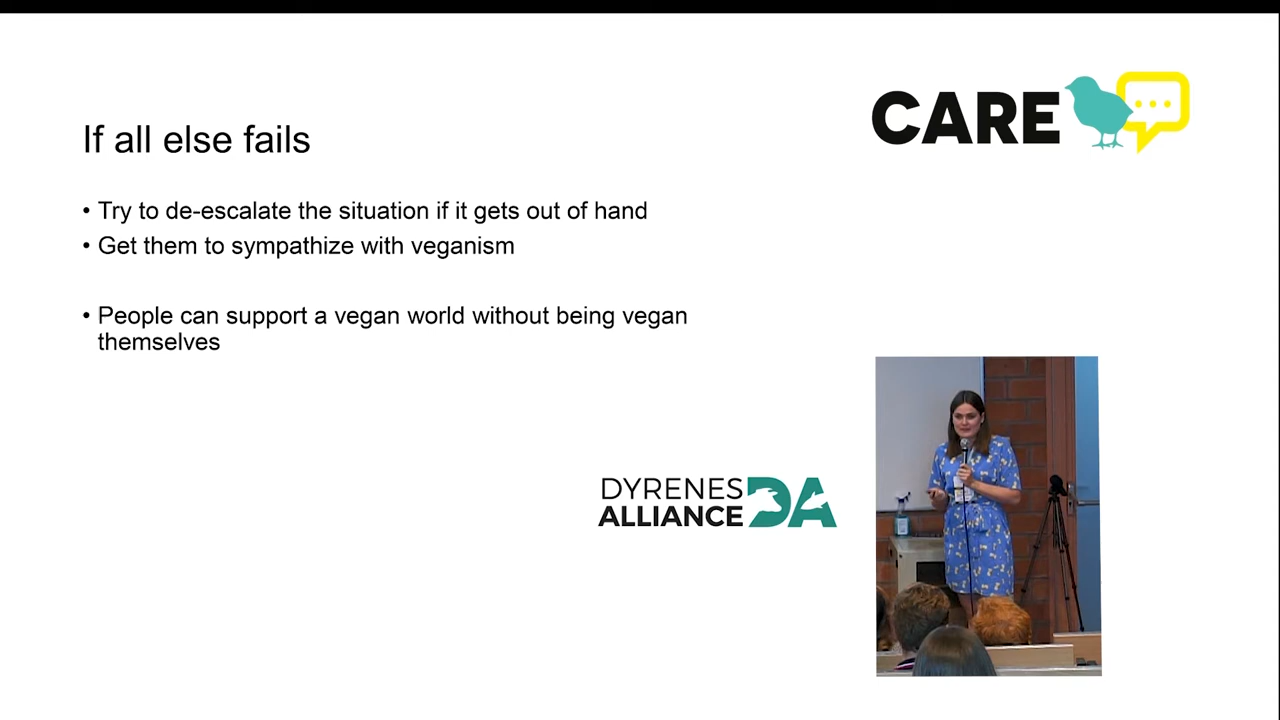 CARE
If all else fails
• Try to de-escalate the situation if it gets out of hand
• Get them to sympathize with veganism
• People can support a vegan world without being vegan
themselves
DYRENES
ALLIANCE DA